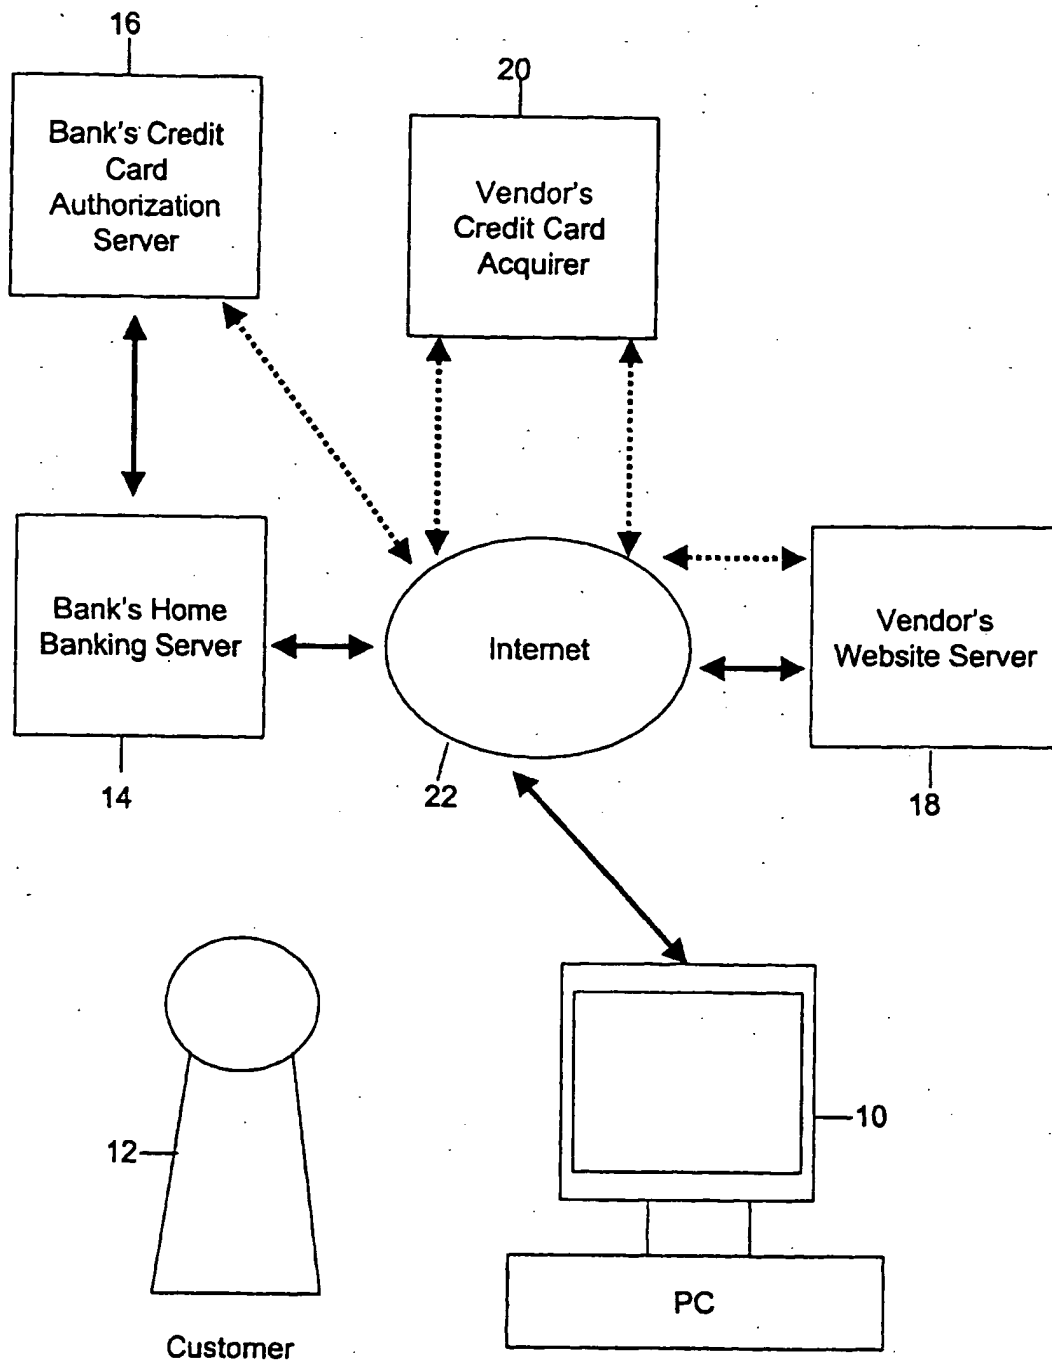 16
20
Bank's Credit
Card
Authorization
Server
Vendor's
Credit Card
Acquirer
Bank's Home
Banking Server
Internet
Vendor's
Website Server
14
22
18
12
10
PC
Customer